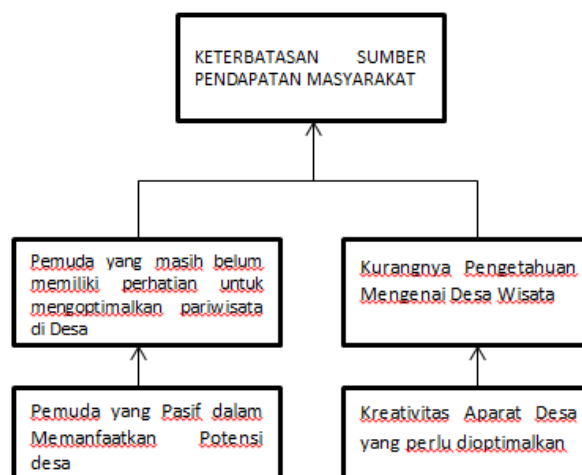 KETERBATASAN SUMBER
PENDAPATAN MASYARAKAT
Pemuda yang masih belum
memiliki perhatian untuk
mengoptimalkan pariwisata
di Desa
Kurangnya Pengetahuan
Mengenai Desa Wisata
Pemuda yang Pasif dalam
Memanfaatkan Potensi
desa
Kreativitas Aparat Desa
yang perlu dioptimalkan